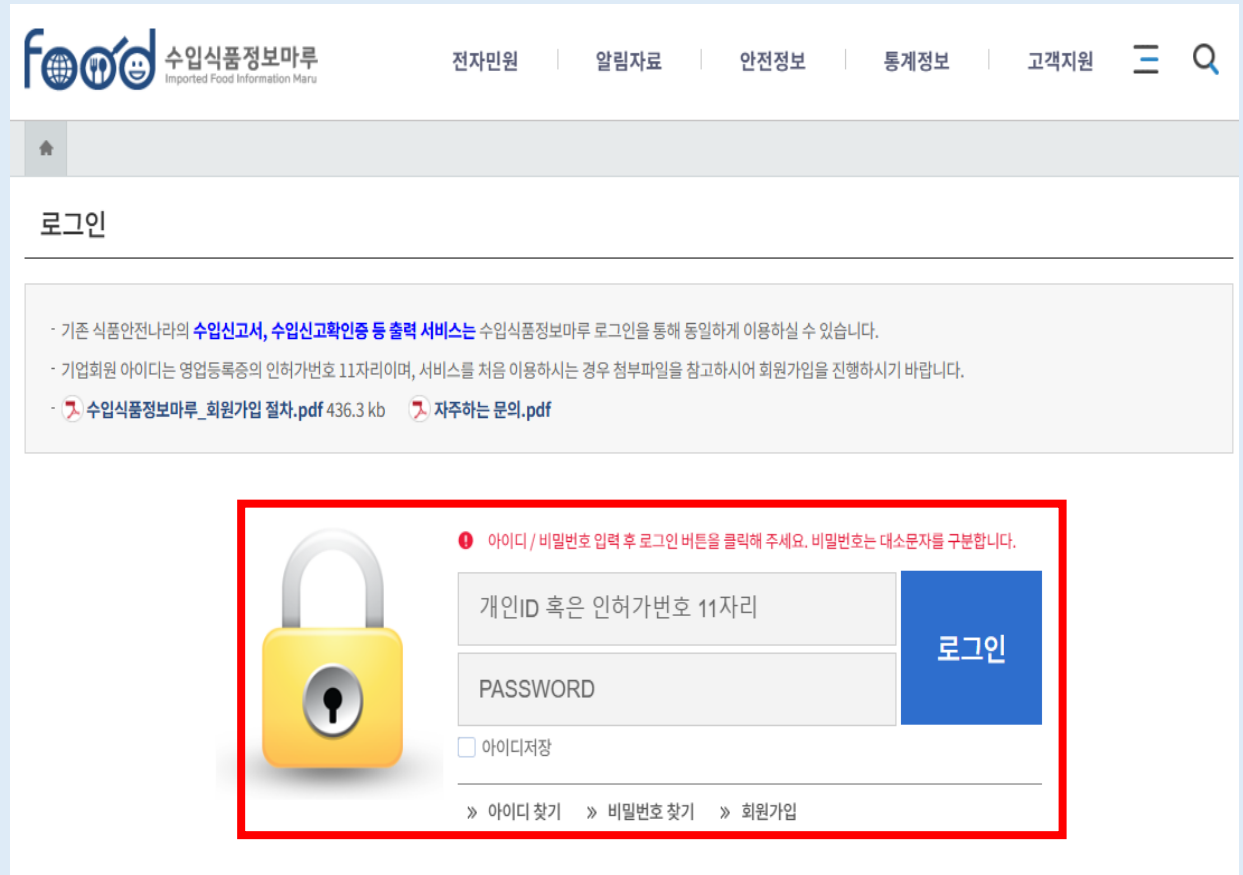 food 수입식품정보마루
Imported Food Information Maru
전자민원 알림자료 안전정보 통계정보 고객지원
로그인
- 기존 식품안전나라의 수입신고서, 수입신고확인증 등 출력 서비스는 수입식품정보마루 로그인을 통해 동일하게 이용하실 수 있습니다.
- 기업회원 아이디는 영업등록증의 인허가번호 11자리이며, 서비스를 처음 이용하시는 경우 첨부파일을 참고하시어 회원가입을 진행하시기 바랍니다.
- 수입식품정보마루_회원가입 절차.pdf 436.3 kb 자주하는 문의.pdf
아이디 / 비밀번호 입력 후 로그인 버튼을 클릭해 주세요. 비밀번호는 대소문자를 구분합니다.
개인ID 혹은 인허가번호 11자리
로그인
PASSWORD
아이디저장
» 아이디 찾기 » 비밀번호 찾기 » 회원가입